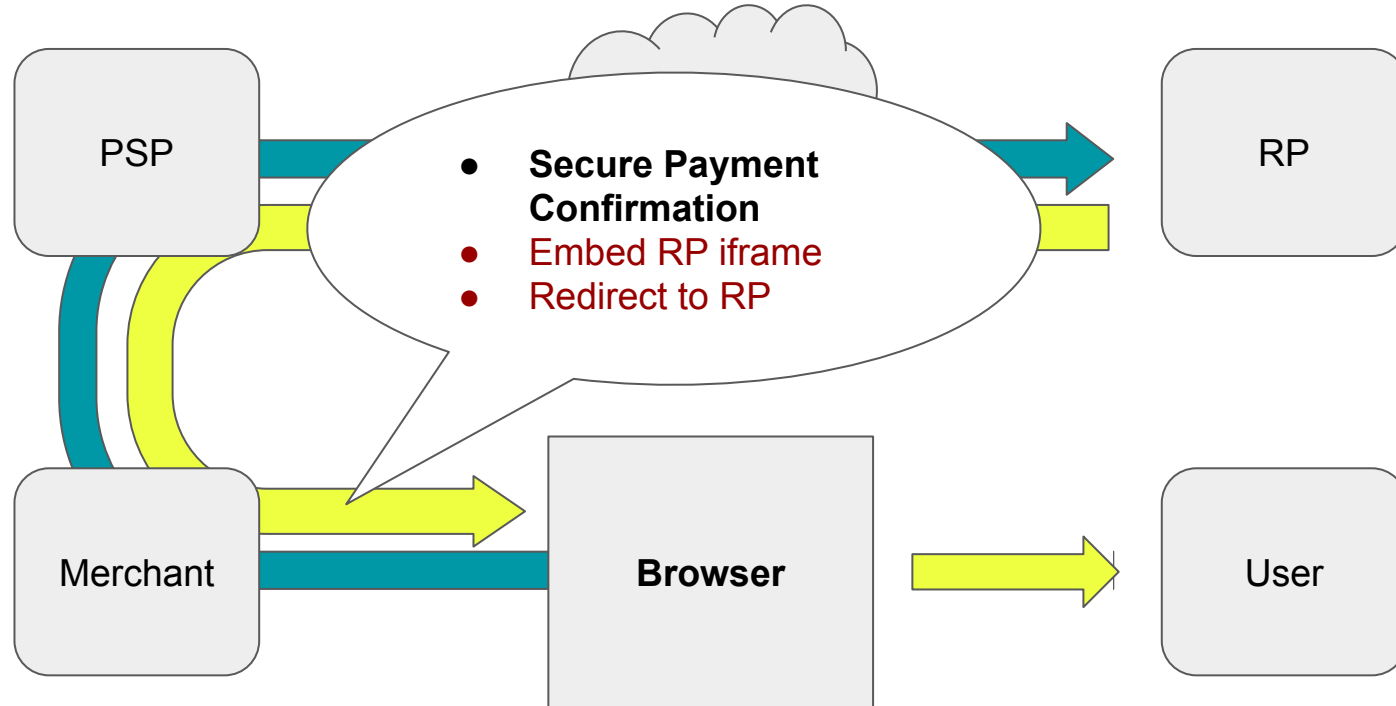 PSP
RP
● Secure Payment
Confirmation
● Embed RP iframe
● Redirect to RP
Merchant
Browser
User